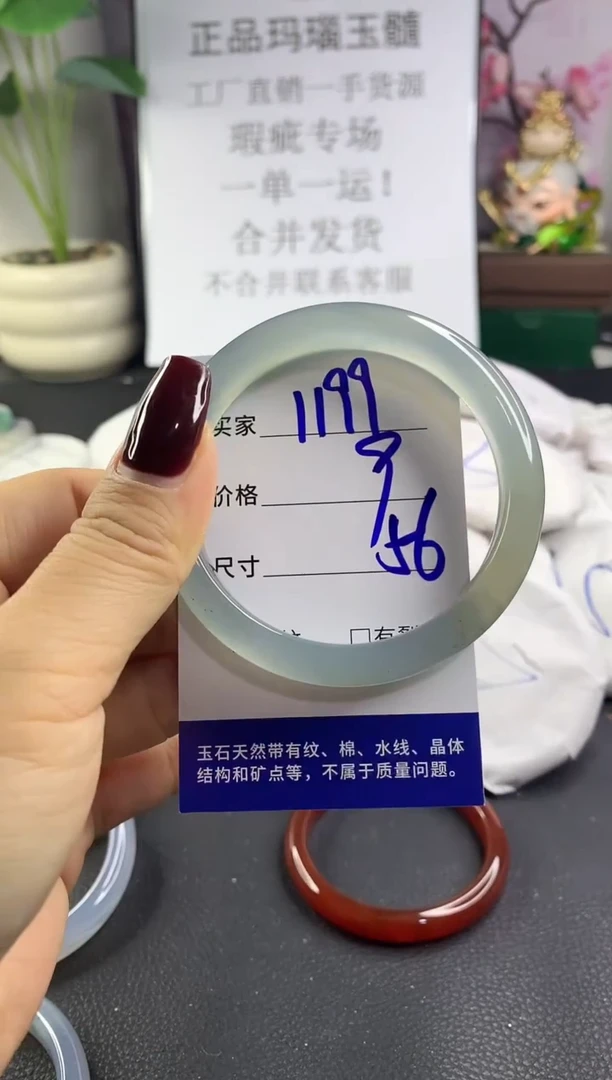 正品玛瑙玉髓
工厂直销一手货源
瑕疵专场
一单一运！
合并发货
不合并联系客服
买家 1199
价格 9
尺寸 56
□有裂
玉石天然带有纹、棉、水线、晶体
结构和矿点等，不属于质量问题。